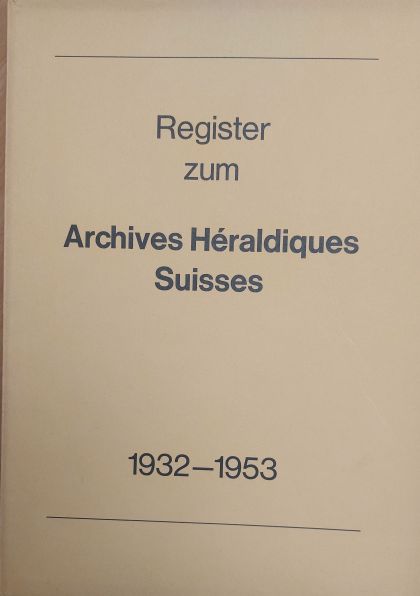 Register
zum
Archives Héraldiques
Suisses
1932—1953